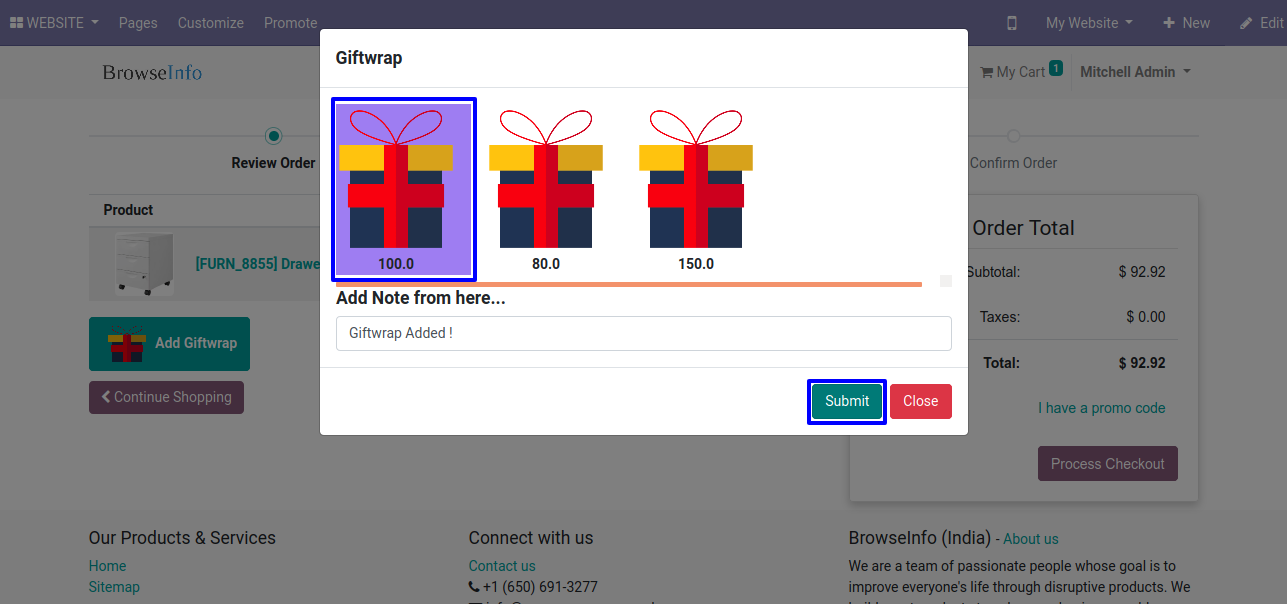 WEBSITE Pages Customize Promote My Website New Edit
Giftwrap
BrowseInfo My Cart 1 Mitchell Admin
Review Order Confirm Order
Product
[FURN_8855] Drawe
100.0 80.0 150.0
Add Note from here...
Giftwrap Added !
Submit Close
Add Giftwrap
Continue Shopping
Order Total
Subtotal: $ 92.92
Taxes: $ 0.00
Total: $ 92.92
I have a promo code
Process Checkout
Our Products & Services
Home
Sitemap
Connect with us
Contact us
+1 (650) 691-3277
BrowseInfo (India) - About us
We are a team of passionate people whose goal is to
improve everyone's life through disruptive products. We